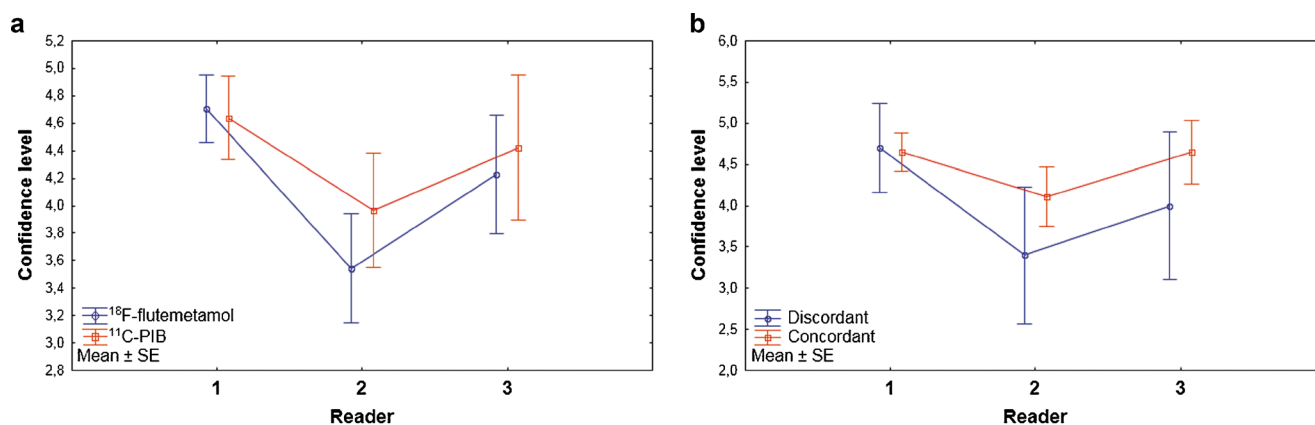 a
5,2
5,0
4,8
4,6
4,4
4,2
4,0
3,8
3,6
3,4
3,2
3,0
2,8
Confidence level
¹⁸F-flutemetamol
¹¹C-PIB
Mean ± SE
1 2 3
Reader
b
6,0
5,5
5,0
4,5
4,0
3,5
3,0
2,5
2,0
Confidence level
Discordant
Concordant
Mean ± SE
1 2 3
Reader